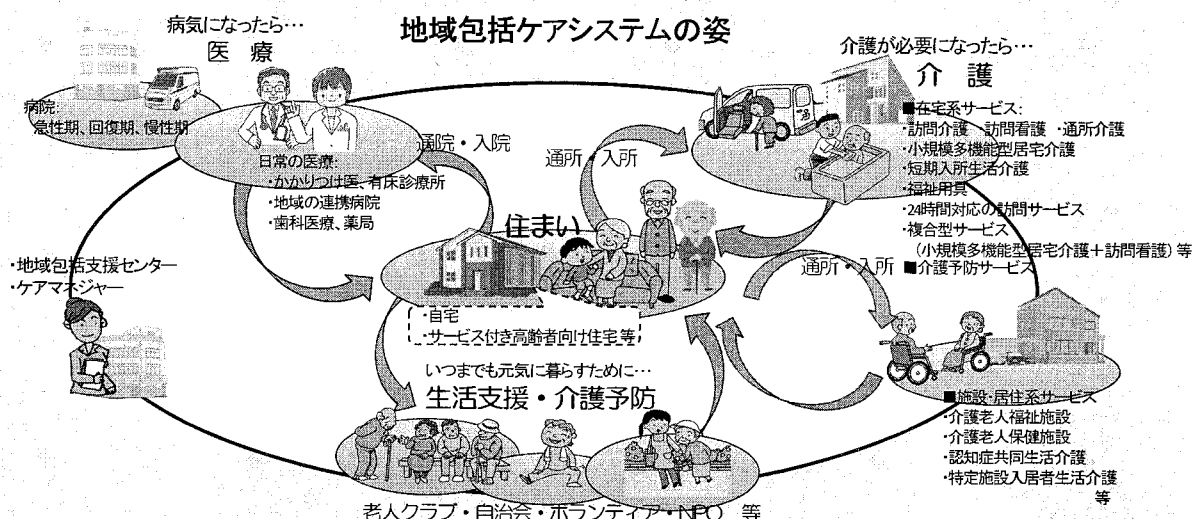 地域包括ケアシステムの姿
病気になったら…
医 療
病院:
急性期、回復期、慢性期
日常の医療:
・かかりつけ医、有床診療所
・地域の連携病院
・歯科医療、薬局
通院・入院
通所・入所
介護が必要になったら…
介 護
■在宅系サービス:
・訪問介護 ・訪問看護 ・通所介護
・小規模多機能型居宅介護
・短期入所生活介護
・福祉用具
・24時間対応の訪問サービス
・複合型サービス
(小規模多機能型居宅介護+訪問看護)等
■介護予防サービス
住まい
・地域包括支援センター
・ケアマネジャー
・自宅
・サービス付き高齢者向け住宅等
通所・入所
■施設・居住系サービス
・介護老人福祉施設
・介護老人保健施設
・認知症共同生活介護
・特定施設入居者生活介護
等
いつまでも元気に暮らすために…
生活支援・介護予防
老人クラブ・自治会・ボランティア・NPO 等